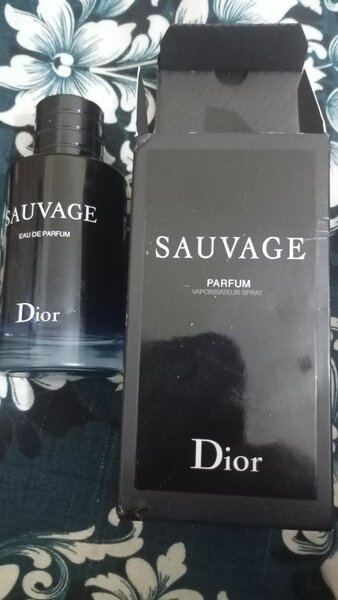 SAUVAGE
EAU DE PARFUM
Dior
SAUVAGE
PARFUM
VAPORISATEUR SPRAY
Dior